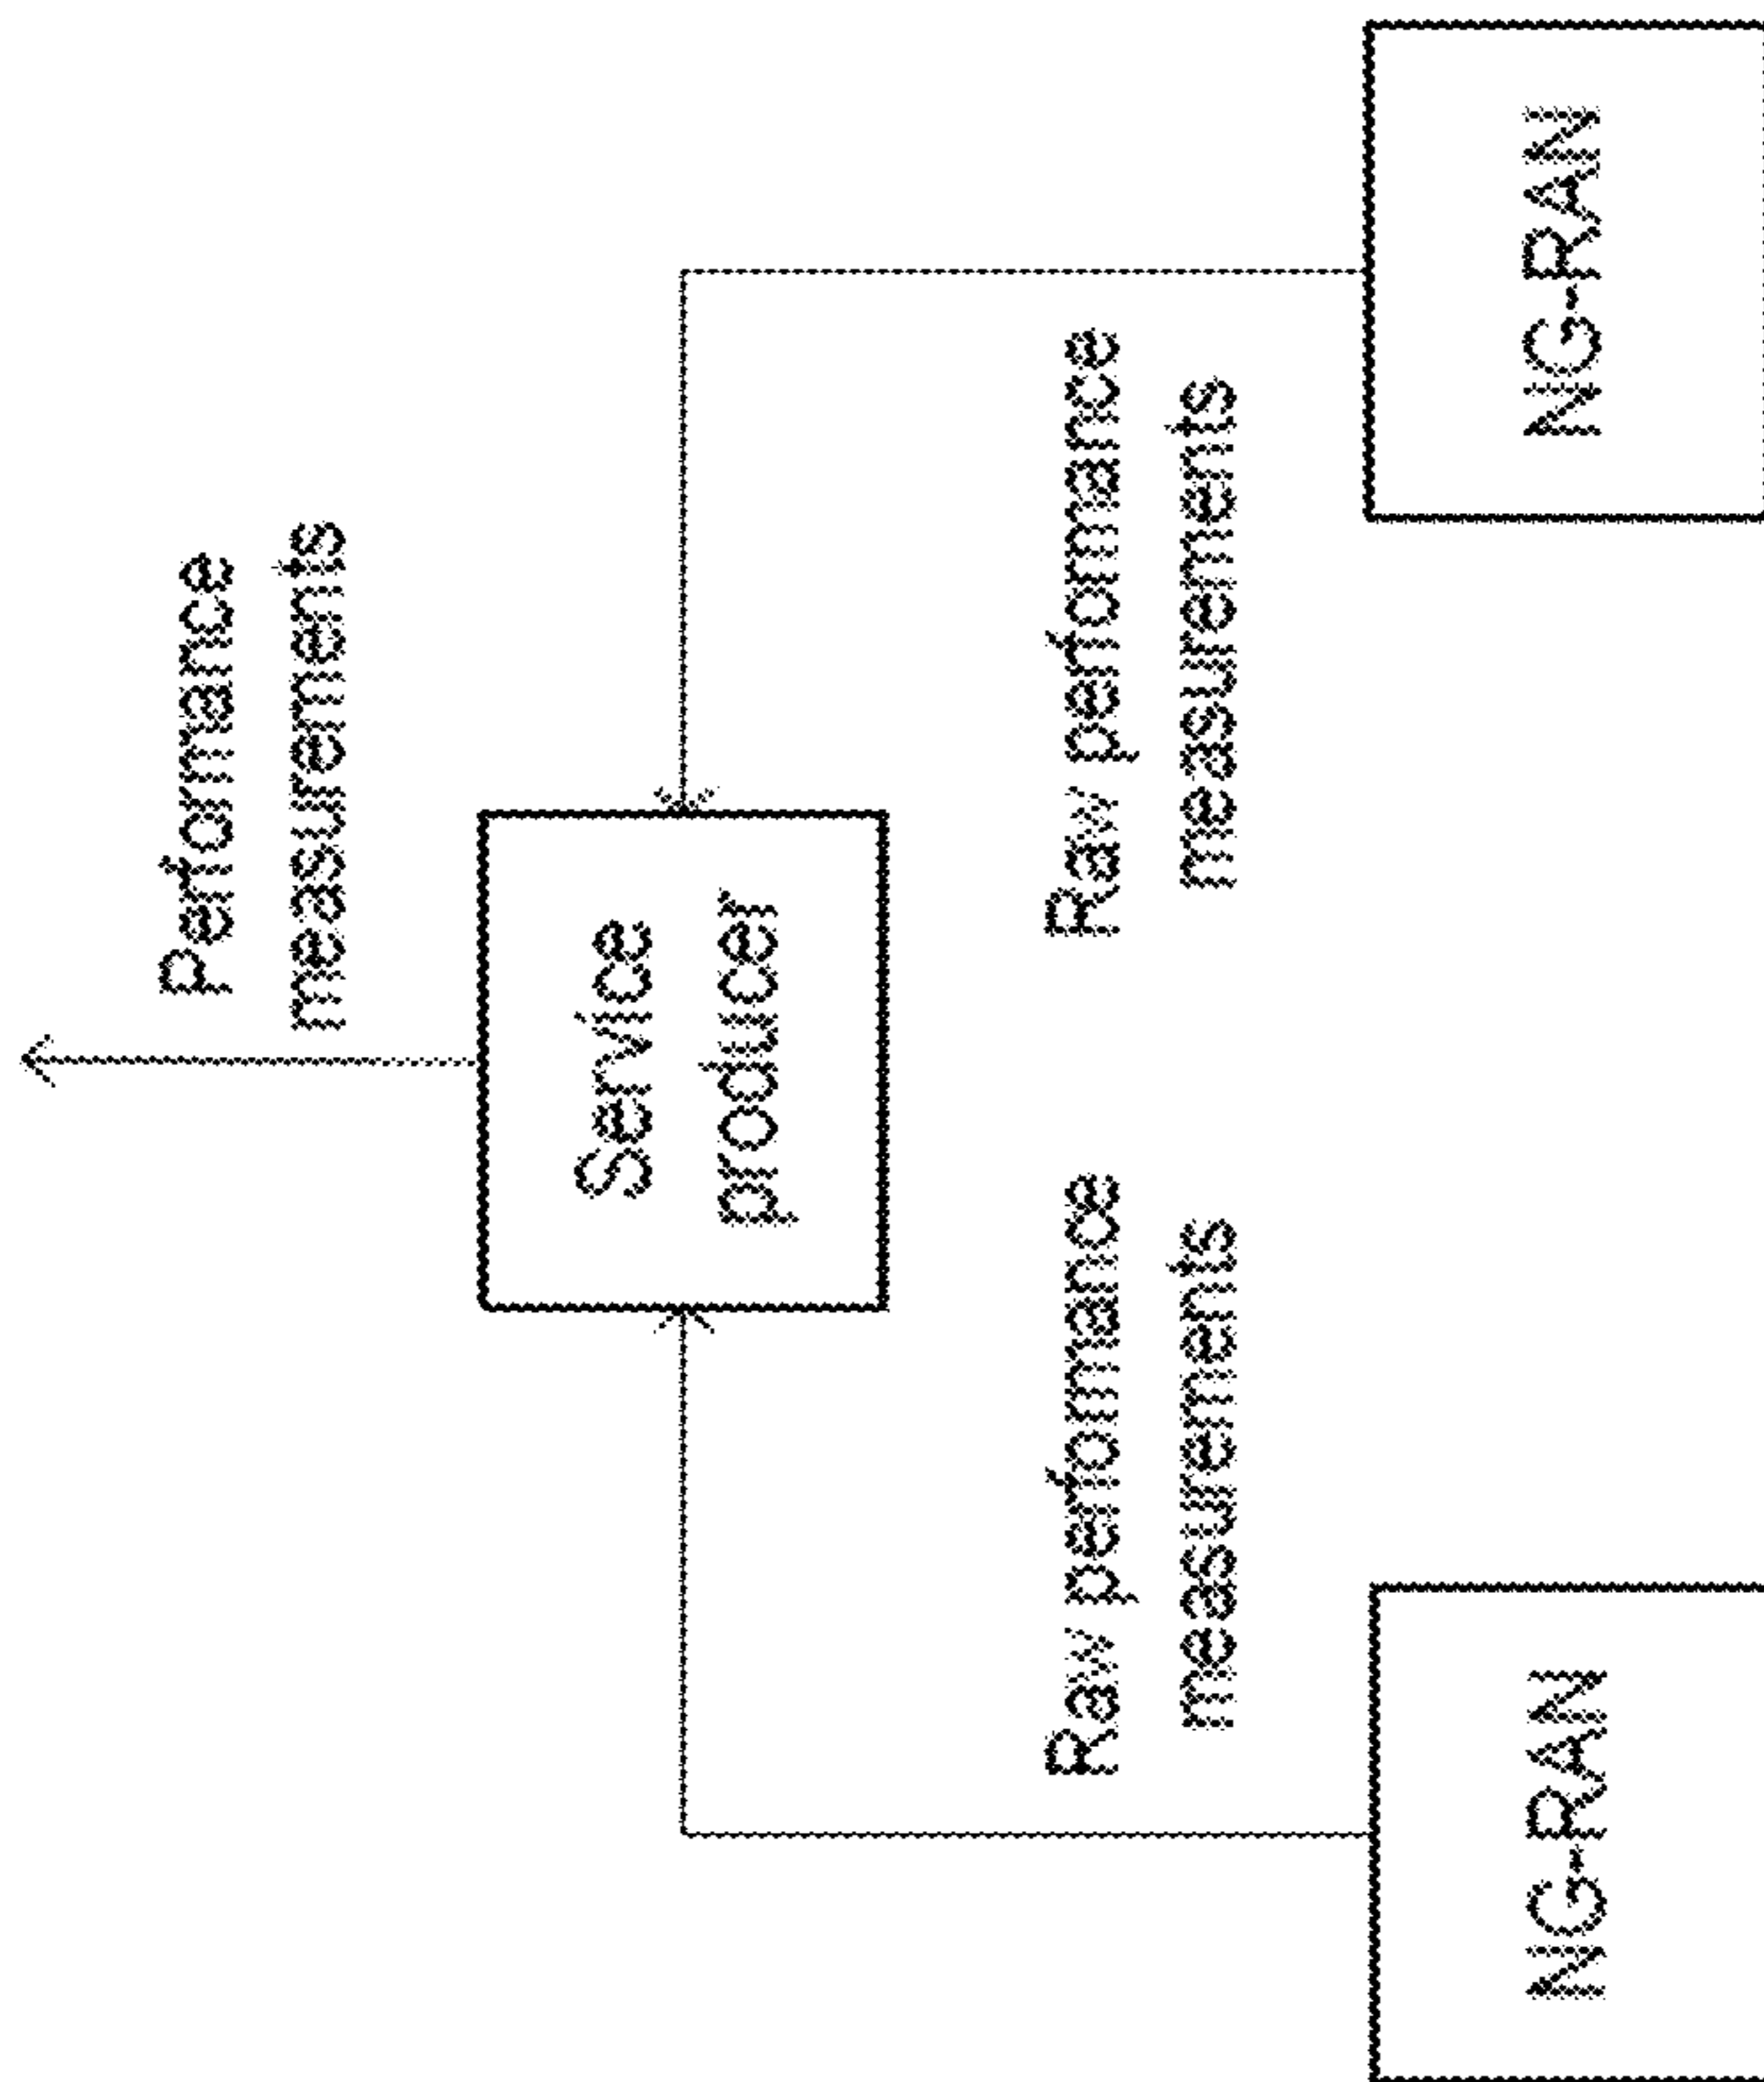 Performance
measurements
Service
producer
Raw performance
measurements
Raw performance
measurements
NG-RAN
NG-RAN